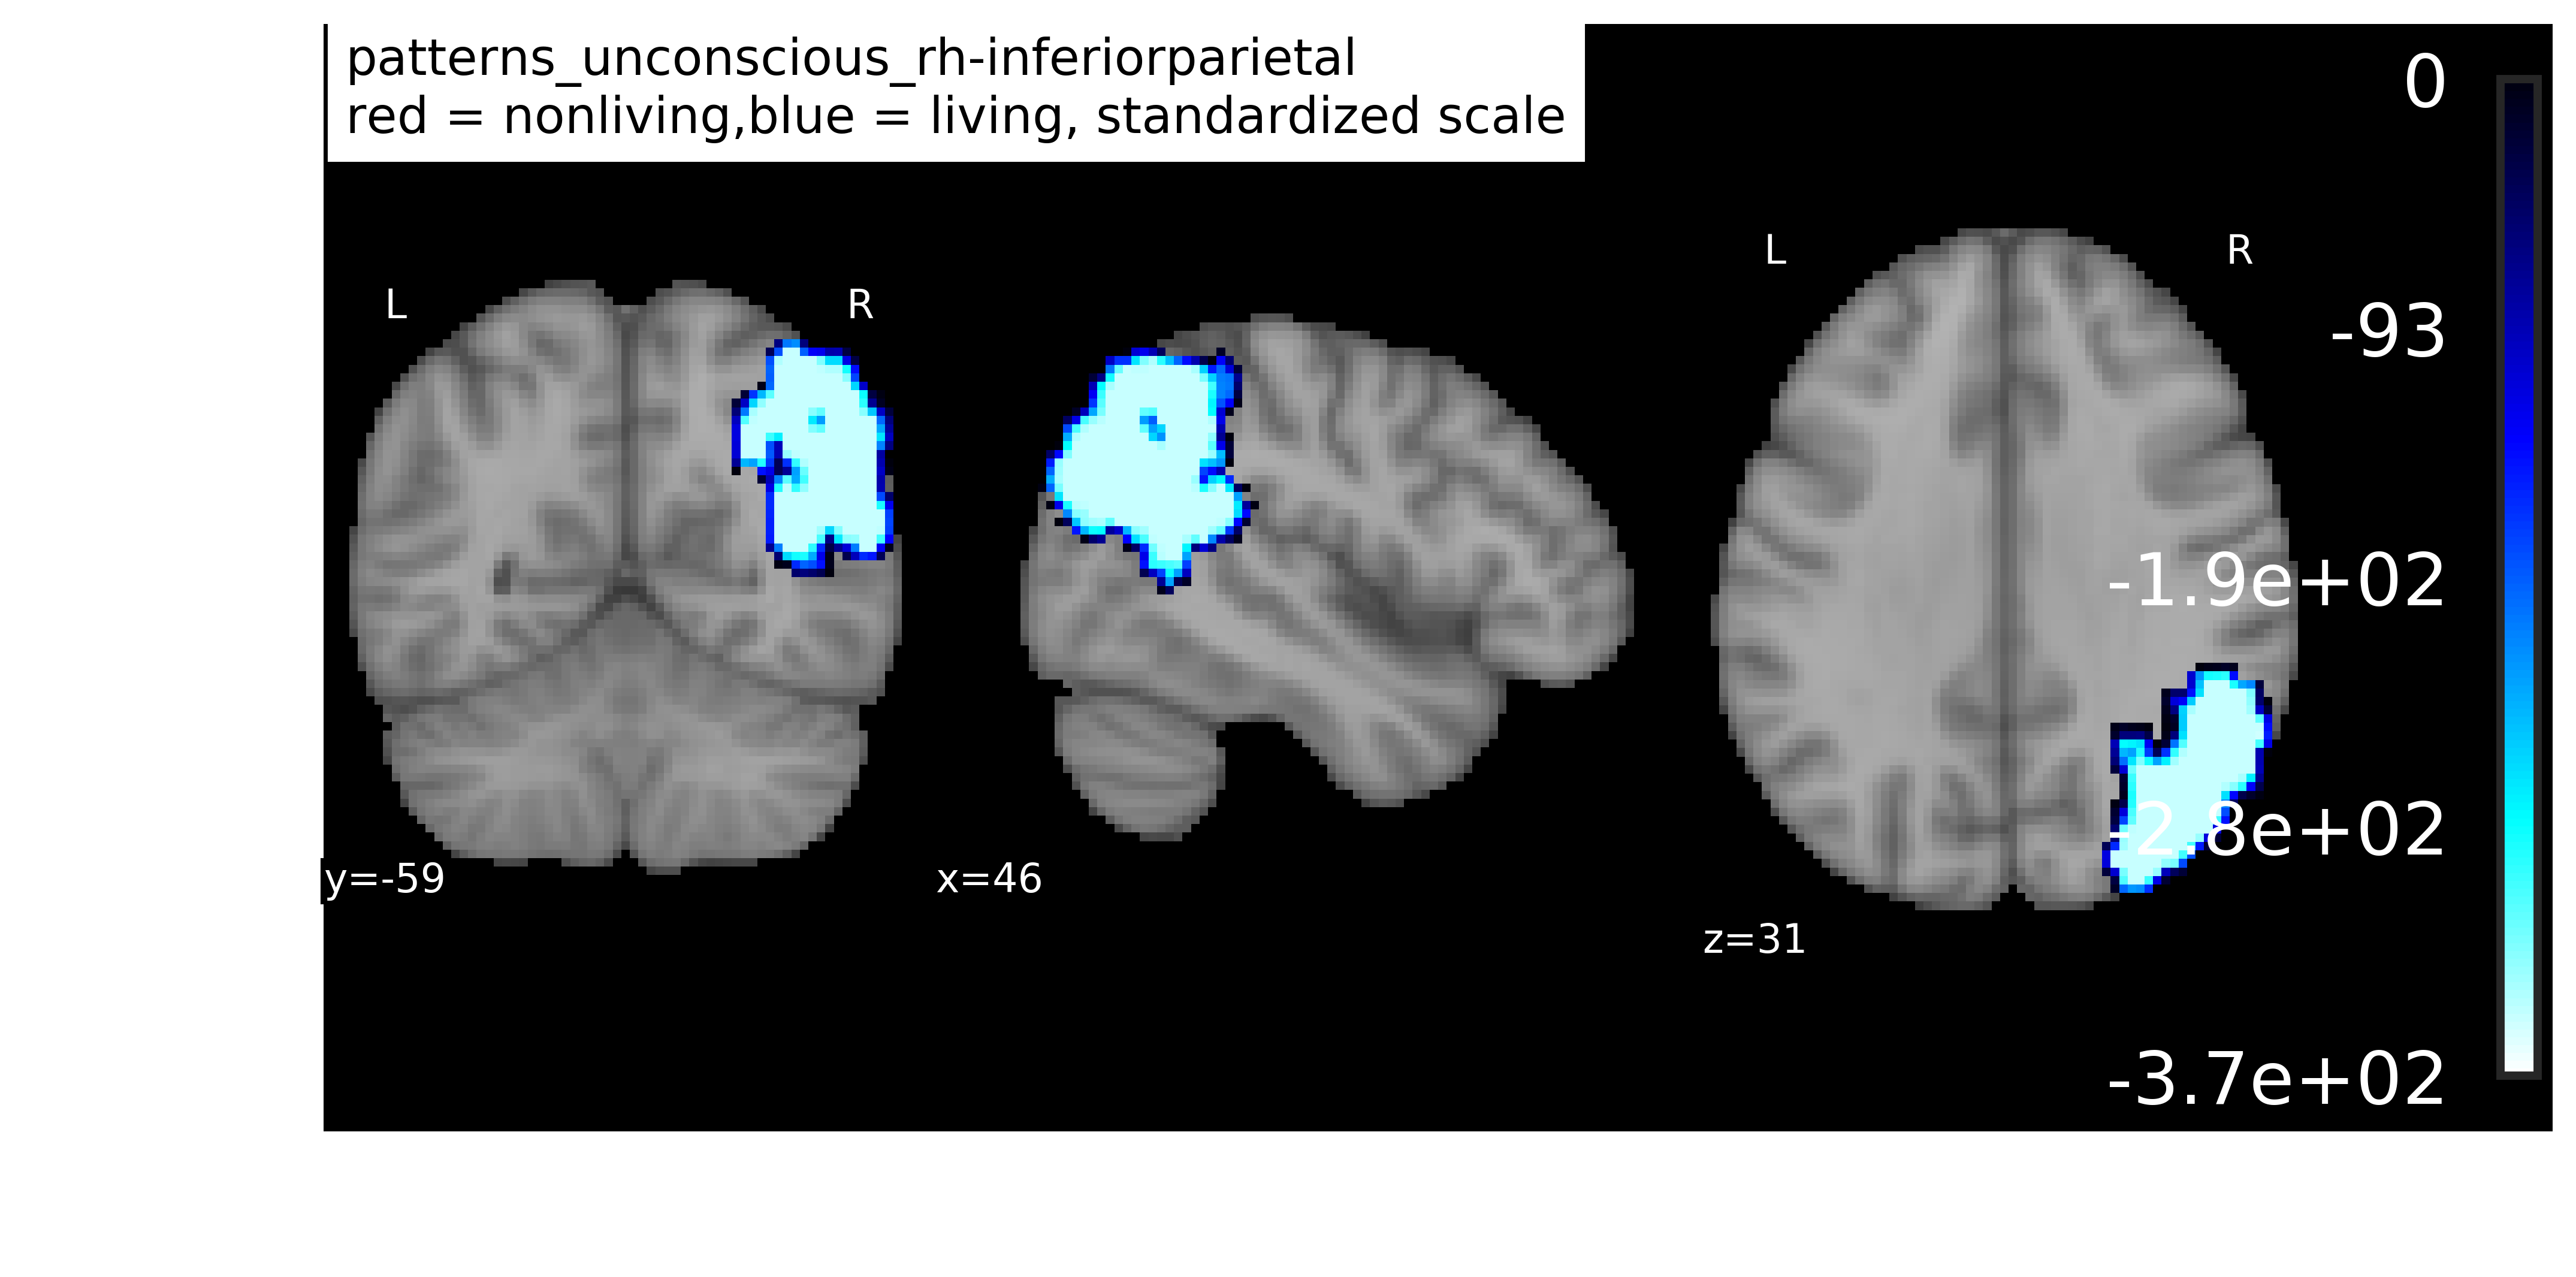 patterns_unconscious_rh-inferiorparietal
red = nonliving,blue = living, standardized scale
L R
L R
y=-59
x=46
z=31
0
-93
-1.9e+02
-2.8e+02
-3.7e+02